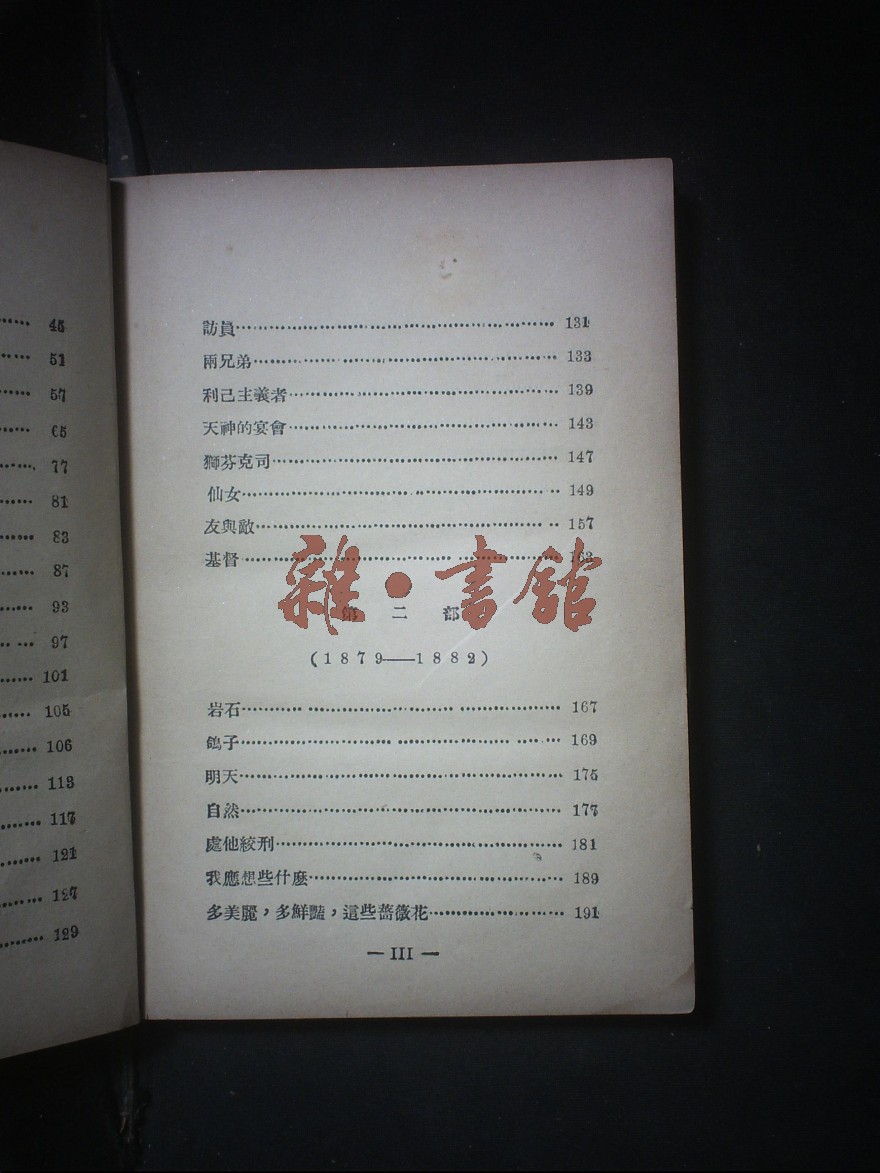 45
51
57
65
77
81
83
87
93
97
101
105
106
113
117
121
127
129
訪員 131
兩兄弟 133
利己主義者 139
天神的宴會 143
獅芬克司 147
仙女 149
友與敵 157
基督 163
雜·書館
第二部
(1879——1882)
岩石 167
鴿子 169
明天 175
自然 177
處他絞刑 181
我應想些什麽 189
多美麗，多鮮豔，這些薔薇花 191
— III —